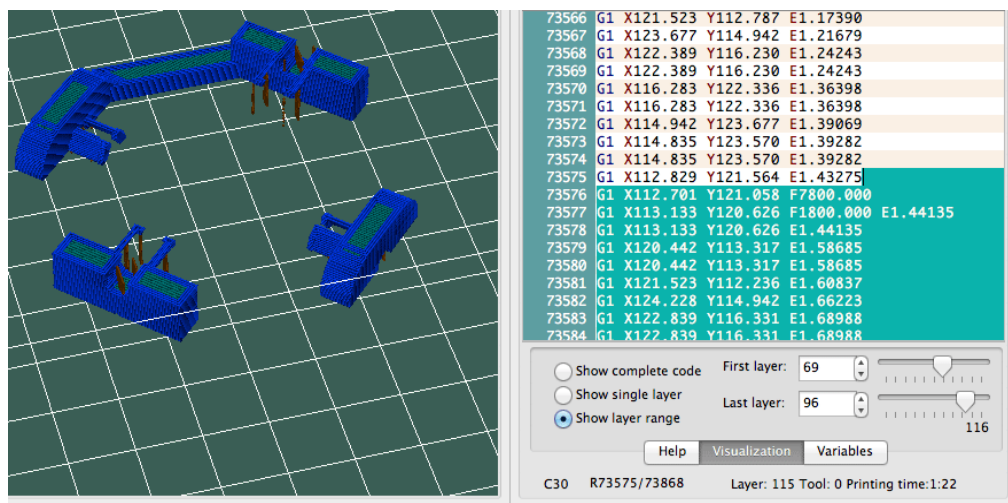 73566 G1 X121.523 Y112.787 E1.17390
73567 G1 X123.677 Y114.942 E1.21679
73568 G1 X122.389 Y116.230 E1.24243
73569 G1 X122.389 Y116.230 E1.24243
73570 G1 X116.283 Y122.336 E1.36398
73571 G1 X116.283 Y122.336 E1.36398
73572 G1 X114.942 Y123.677 E1.39069
73573 G1 X114.835 Y123.570 E1.39282
73574 G1 X114.835 Y123.570 E1.39282
73575 G1 X112.829 Y121.564 E1.43275
73576 G1 X112.701 Y121.058 F7800.000
73577 G1 X113.133 Y120.626 F1800.000 E1.44135
73578 G1 X113.133 Y120.626 E1.44135
73579 G1 X120.442 Y113.317 E1.58685
73580 G1 X120.442 Y113.317 E1.58685
73581 G1 X121.523 Y112.236 E1.60837
73582 G1 X124.228 Y114.942 E1.66223
73583 G1 X122.839 Y116.331 E1.68988
73584 G1 X122.839 Y116.331 E1.68988
Show complete code First layer: 69
Show single layer
Show layer range Last layer: 96
116
Help Visualization Variables
C30 R73575/73868 Layer: 115 Tool: 0 Printing time:1:22